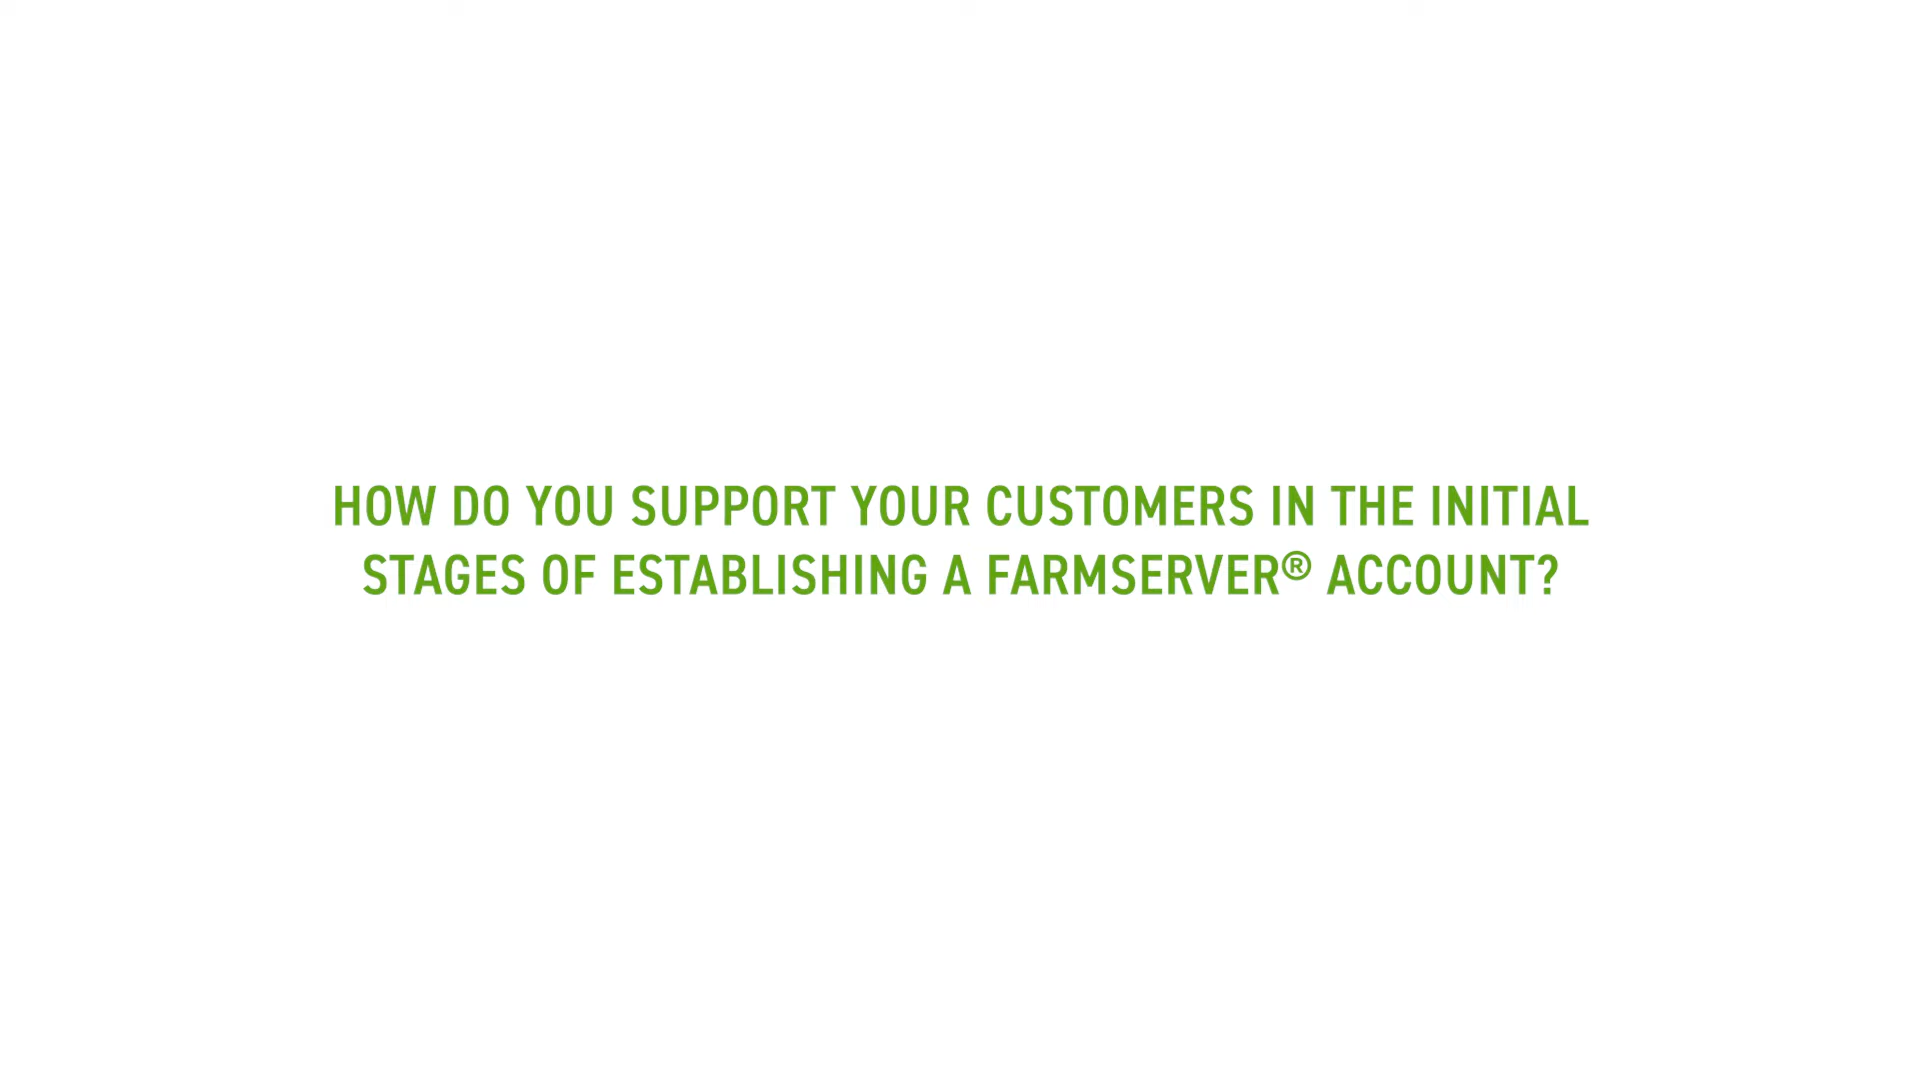 HOW DO YOU SUPPORT YOUR CUSTOMERS IN THE INITIAL
STAGES OF ESTABLISHING A FARMSERVER® ACCOUNT?